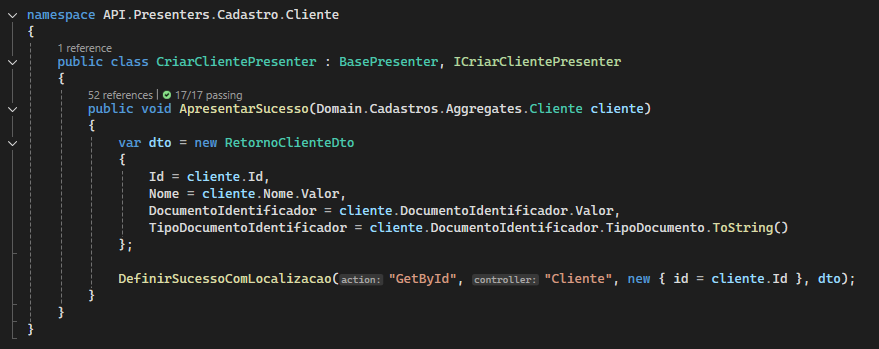 namespace API.Presenters.Cadastro.Cliente
{
1 reference
public class CriarClientePresenter : BasePresenter, ICriarClientePresenter
{
52 references | 17/17 passing
public void ApresentarSucesso(Domain.Cadastros.Aggregates.Cliente cliente)
{
var dto = new RetornoClienteDto
{
Id = cliente.Id,
Nome = cliente.Nome.Valor,
DocumentoIdentificador = cliente.DocumentoIdentificador.Valor,
TipoDocumentoIdentificador = cliente.DocumentoIdentificador.TipoDocumento.ToString()
};
DefinirSucessoComLocalizacao(action: "GetById", controller: "Cliente", new { id = cliente.Id }, dto);
}
}
}